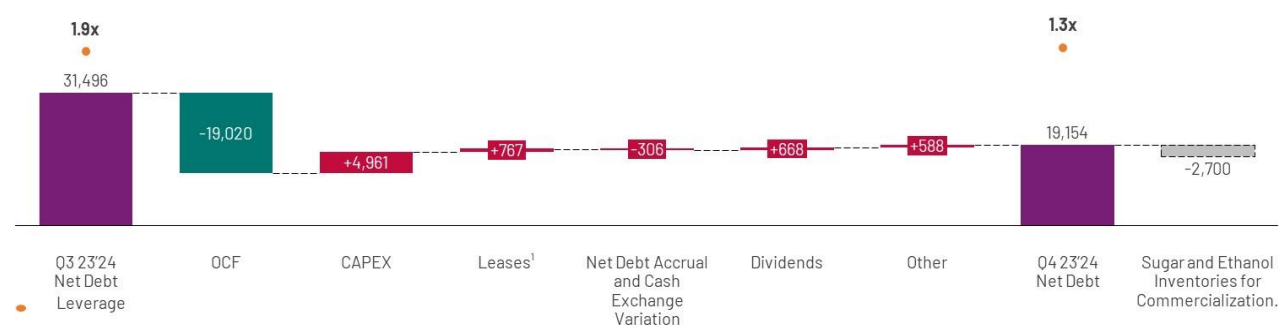 1.9x
1.3x
31,496
-19,020
+4,961
+767
-306
+668
+588
19,154
-2,700
Q3 23'24
Net Debt
OCF
CAPEX
Leases¹
Net Debt Accrual
and Cash
Exchange
Variation
Dividends
Other
Q4 23'24
Net Debt
Sugar and Ethanol
Inventories for
Commercialization.
Leverage